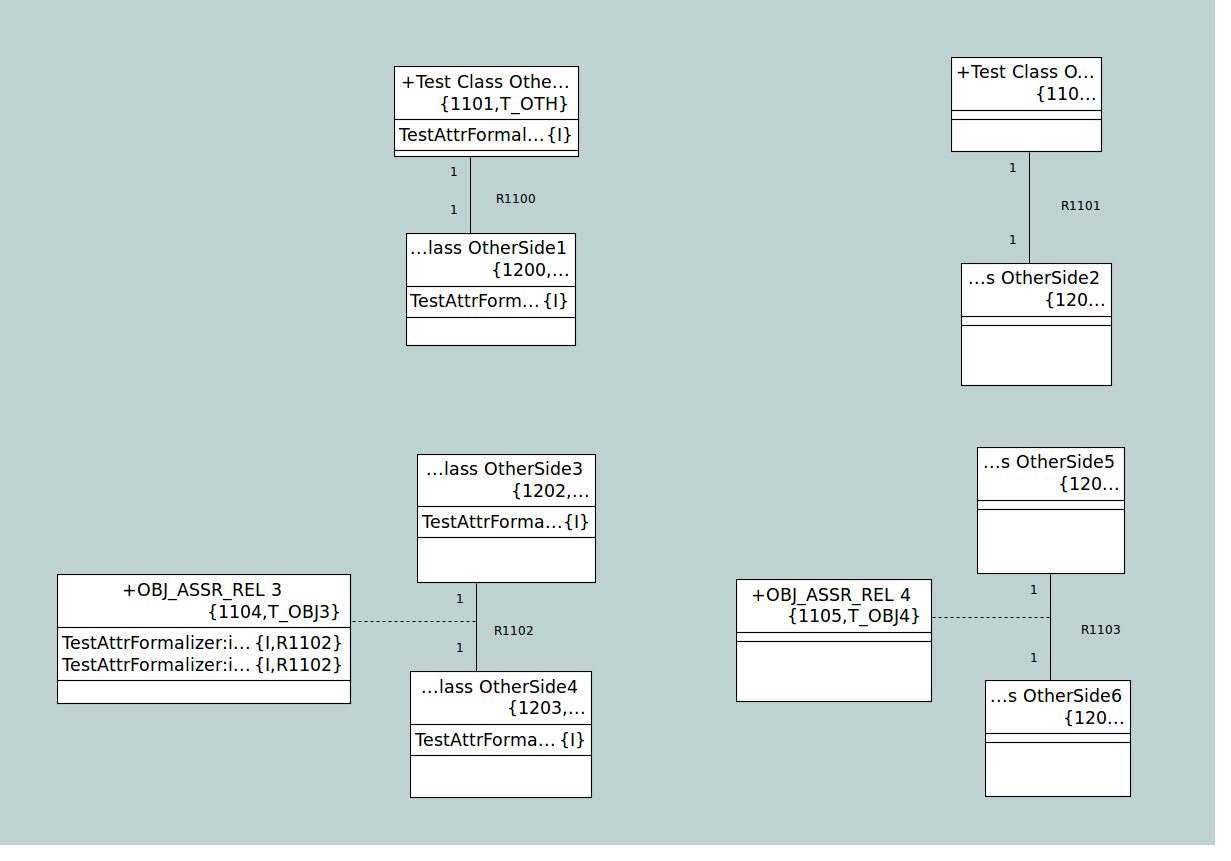 +Test Class Othe...
{1101,T_OTH}
TestAttrFormal... {I}
1
R1100
1
...lass OtherSide1
{1200,...
TestAttrForm... {I}
+Test Class O...
{110...
1
R1101
1
...s OtherSide2
{120...
...lass OtherSide3
{1202,...
TestAttrForma... {I}
+OBJ_ASSR_REL 3
{1104,T_OBJ3}
TestAttrFormalizer:i... {I,R1102}
TestAttrFormalizer:i... {I,R1102}
1
R1102
1
...lass OtherSide4
{1203,...
TestAttrForma... {I}
...s OtherSide5
{120...
+OBJ_ASSR_REL 4
{1105,T_OBJ4}
1
R1103
1
...s OtherSide6
{120...